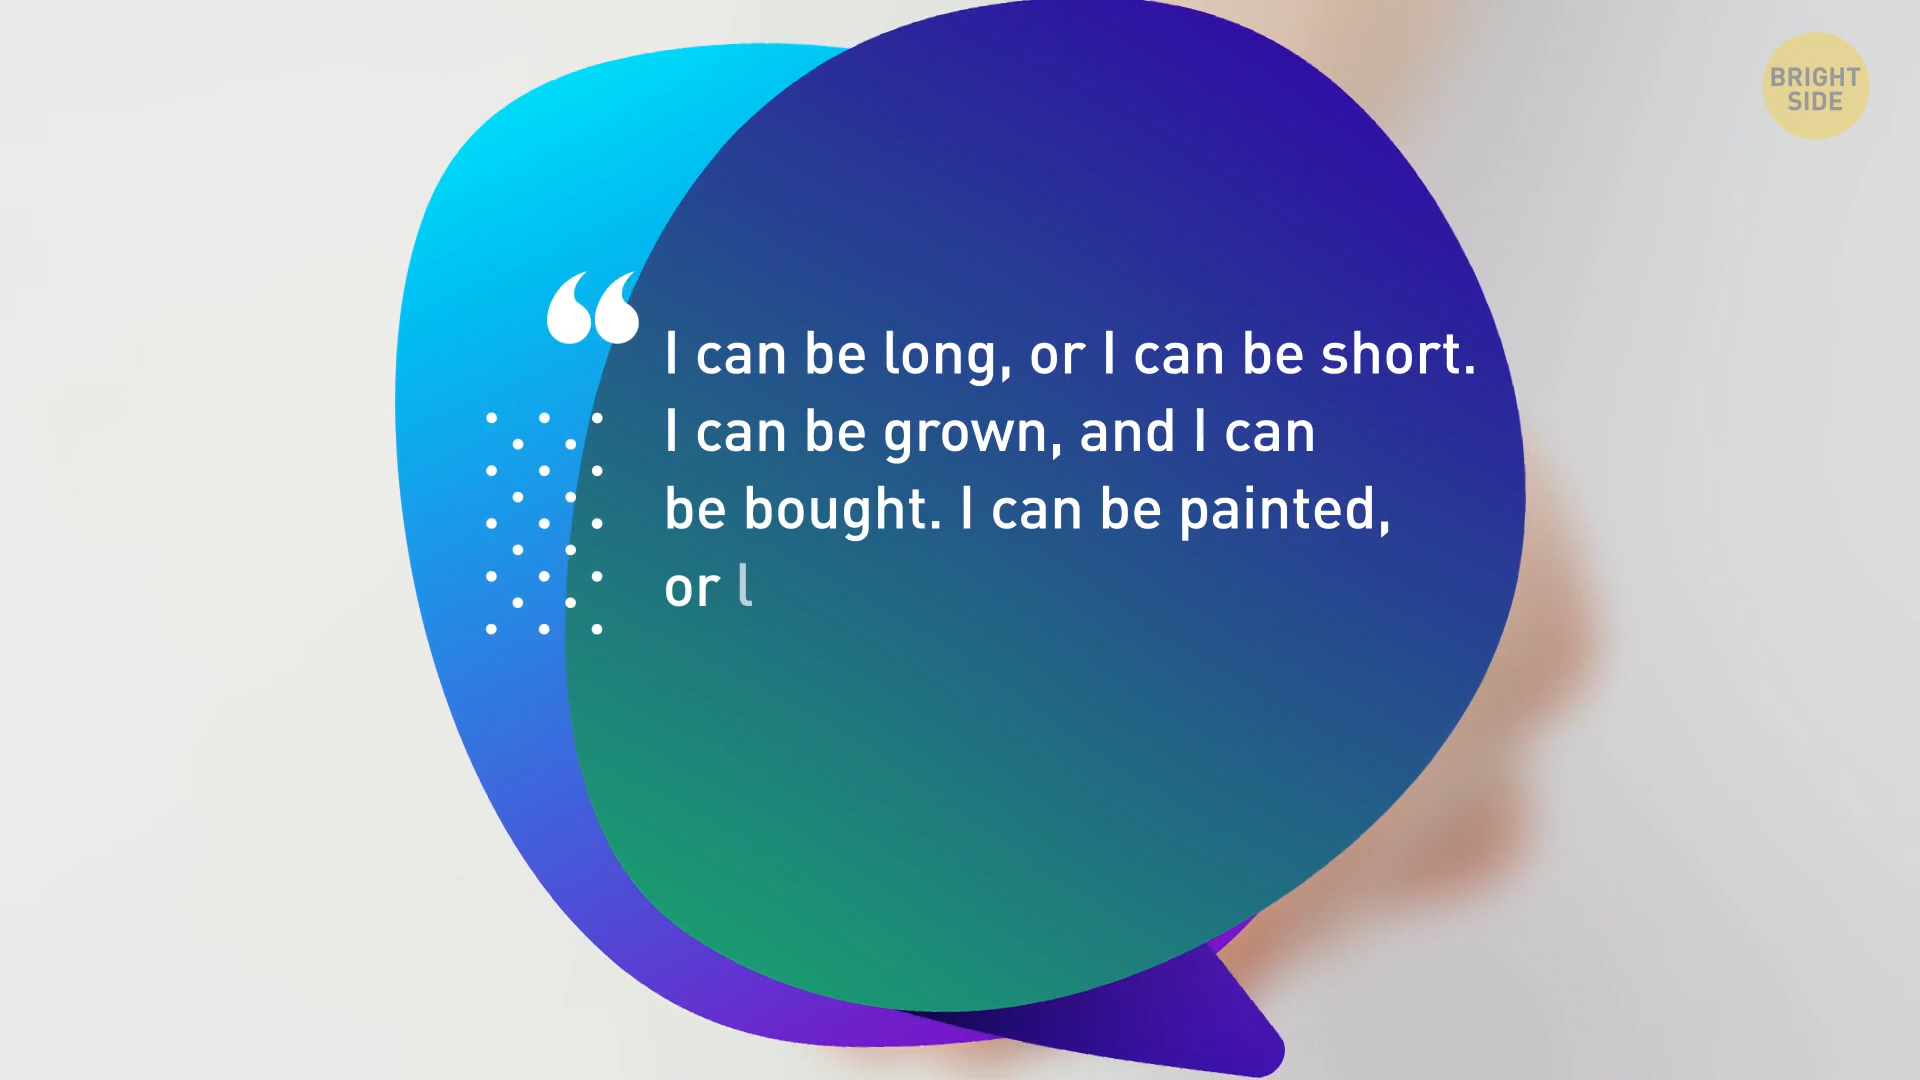 BRIGHT
SIDE
“I can be long, or I can be short.
I can be grown, and I can
be bought. I can be painted,
or l